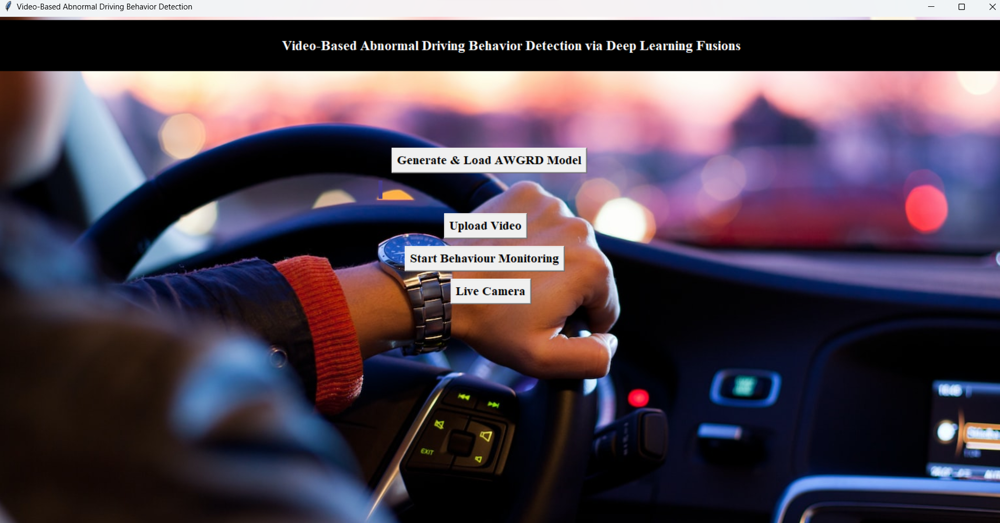 Video-Based Abnormal Driving Behavior Detection
Video-Based Abnormal Driving Behavior Detection via Deep Learning Fusions
Generate & Load AWGRD Model
Upload Video
Start Behaviour Monitoring
Live Camera
EXIT